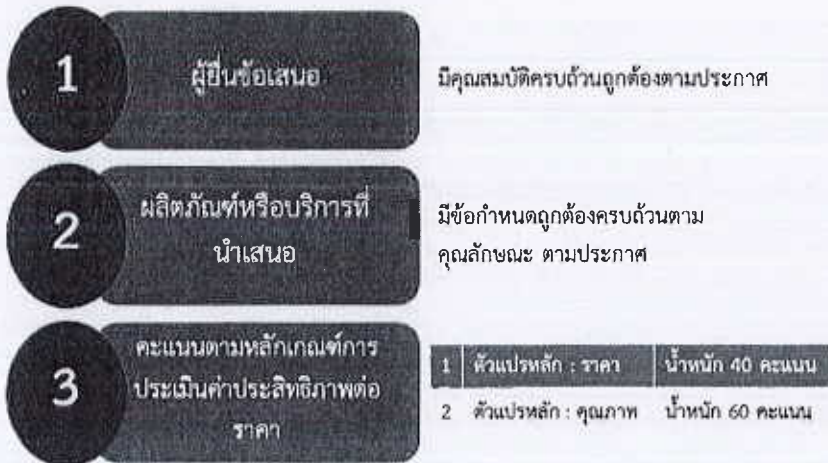 1
ผู้ยื่นข้อเสนอ
มีคุณสมบัติครบถ้วนถูกต้องตามประกาศ
2
ผลิตภัณฑ์หรือบริการที่
นำเสนอ
มีข้อกำหนดถูกต้องครบถ้วนตาม
คุณลักษณะ ตามประกาศ
3
คะแนนตามหลักเกณฑ์การ
ประเมินค่าประสิทธิภาพต่อ
ราคา
1 ตัวแปรหลัก : ราคา น้ำหนัก 40 คะแนน
2 ตัวแปรหลัก : คุณภาพ น้ำหนัก 60 คะแนน